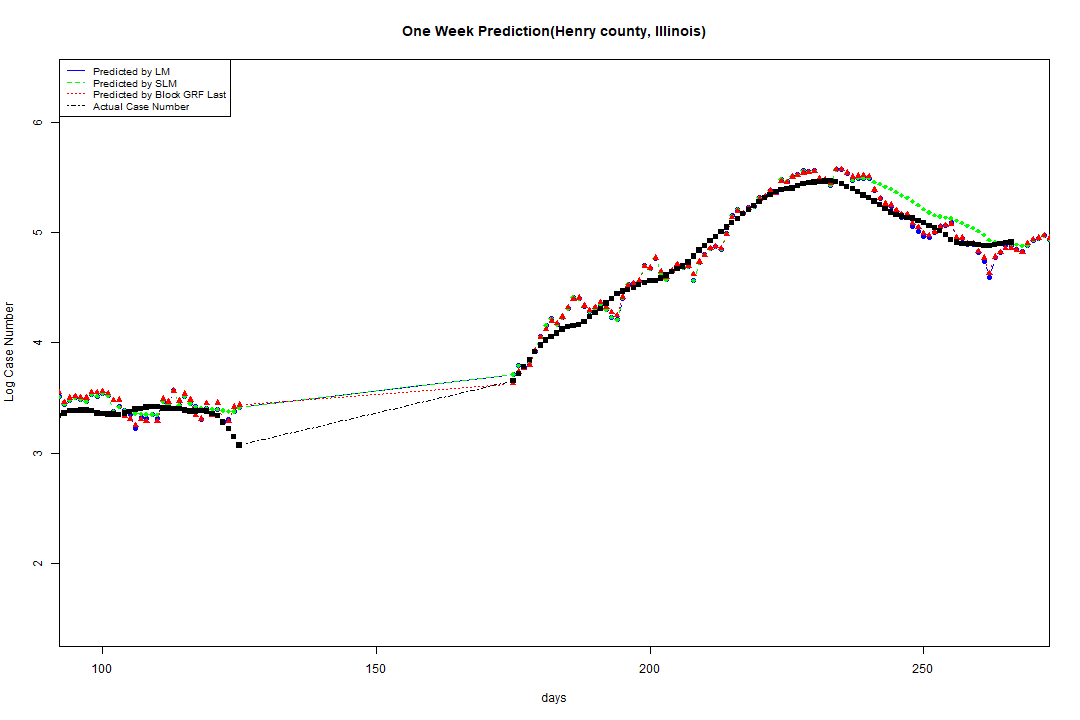 One Week Prediction(Henry county, Illinois)
Predicted by LM
Predicted by SLM
Predicted by Block GRF Last
Actual Case Number
6
5
4
3
2
Log Case Number
100 150 200 250
days